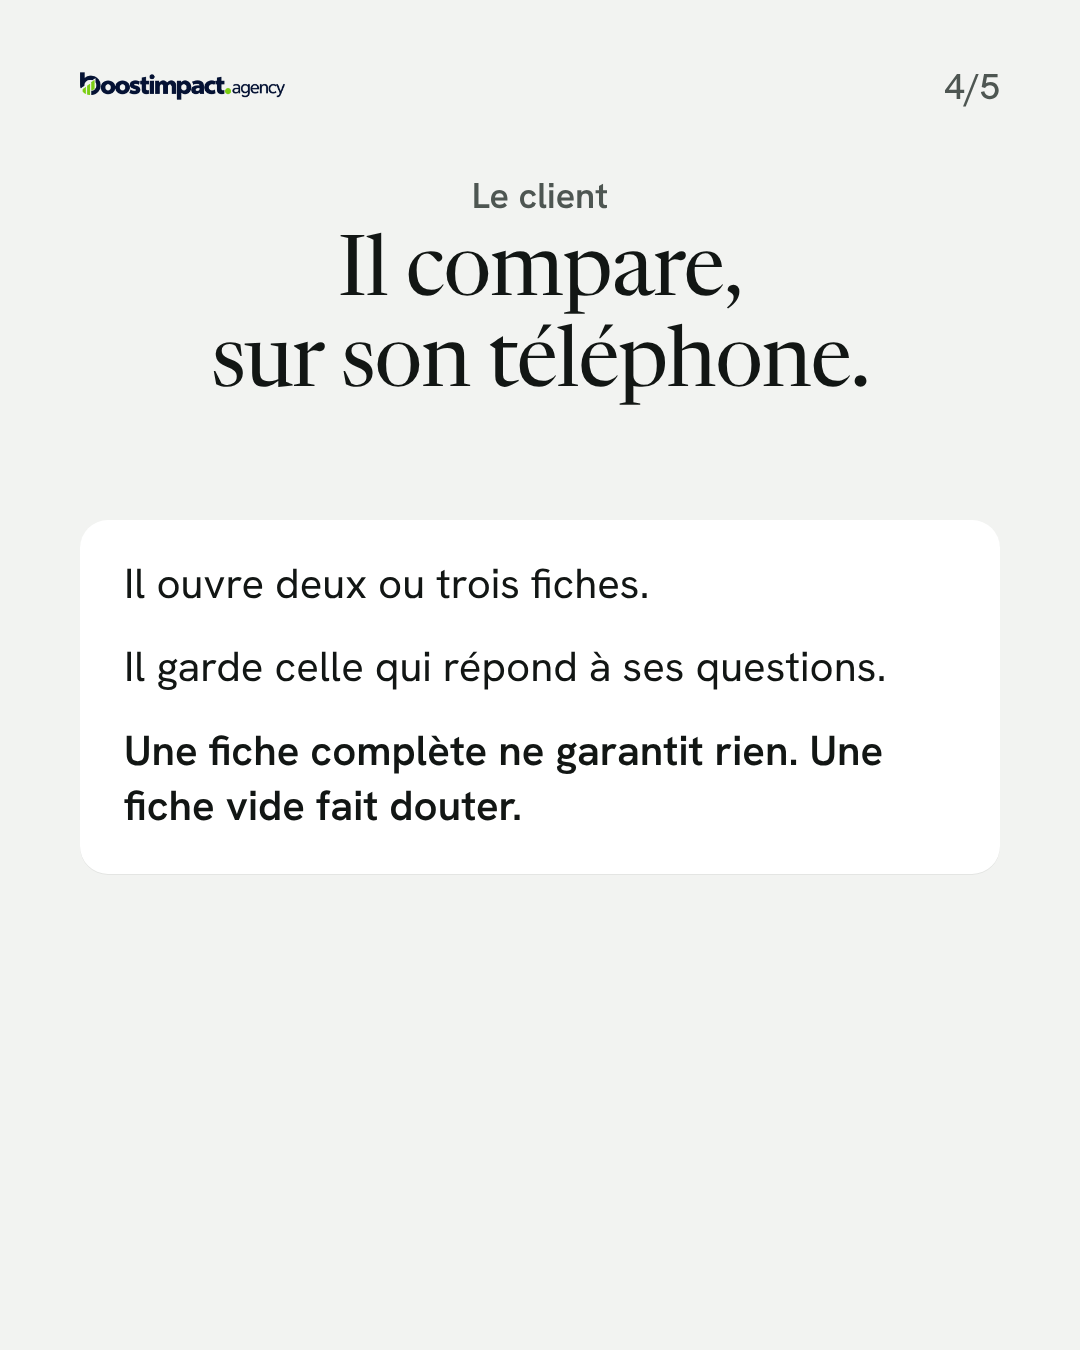 boostimpact.agency
4/5
Le client
Il compare,
sur son téléphone.
Il ouvre deux ou trois fiches.
Il garde celle qui répond à ses questions.
Une fiche complète ne garantit rien. Une
fiche vide fait douter.